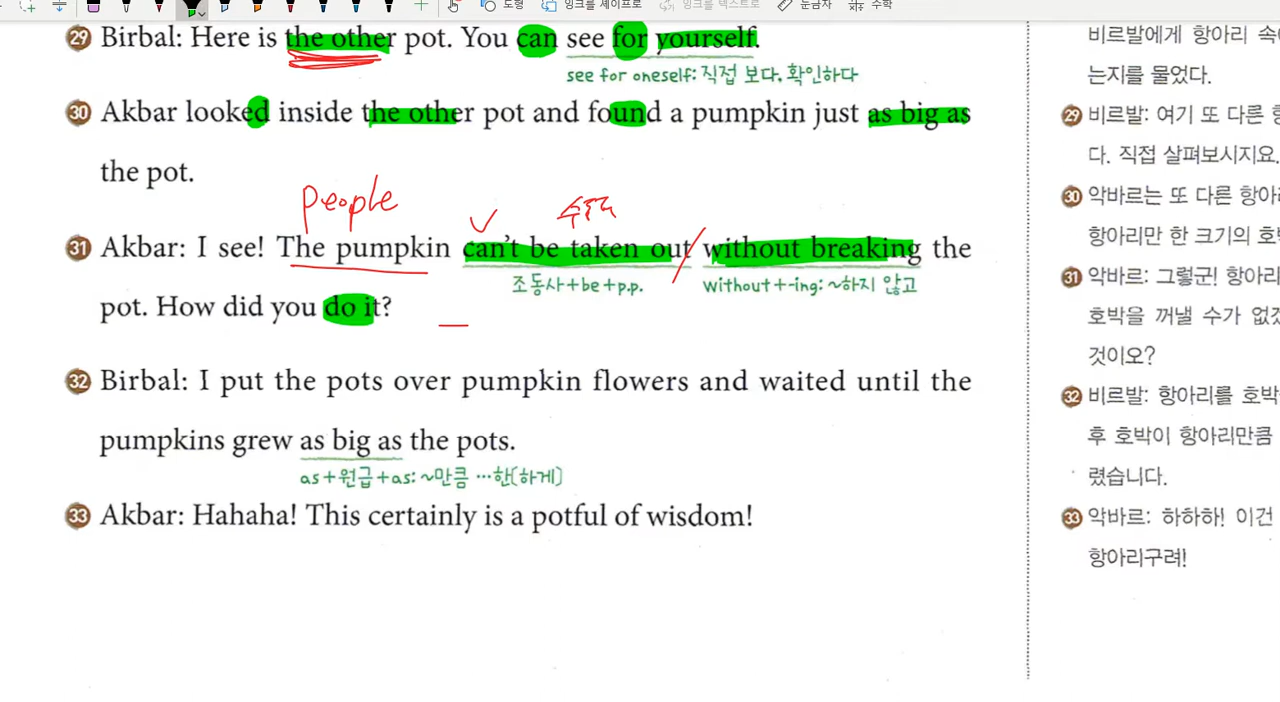 도형
잉크를 셰이프로
잉크를 텍스트로
눈금자
수학
29 Birbal: Here is the other pot. You can see for yourself.
see for oneself: 직접 보다, 확인하다
30 Akbar looked inside the other pot and found a pumpkin just as big as
the pot.
people
수동태
31 Akbar: I see! The pumpkin can't be taken out without breaking the
조동사+be+p.p.
without+-ing: ~하지 않고
pot. How did you do it?
32 Birbal: I put the pots over pumpkin flowers and waited until the
pumpkins grew as big as the pots.
as+원급+as: ~만큼 …한(하게)
33 Akbar: Hahaha! This certainly is a potful of wisdom!
비르발에게 항아리 속에
는지를 물었다.
29 비르발: 여기 또 다른 항
다. 직접 살펴보시지요.
30 악바르는 또 다른 항아
항아리만 한 크기의 호박
31 악바르: 그렇군! 항아리
호박을 꺼낼 수가 없겠
것이오?
32 비르발: 항아리를 호박
후 호박이 항아리만큼
렸습니다.
33 악바르: 하하하! 이건
항아리구려!